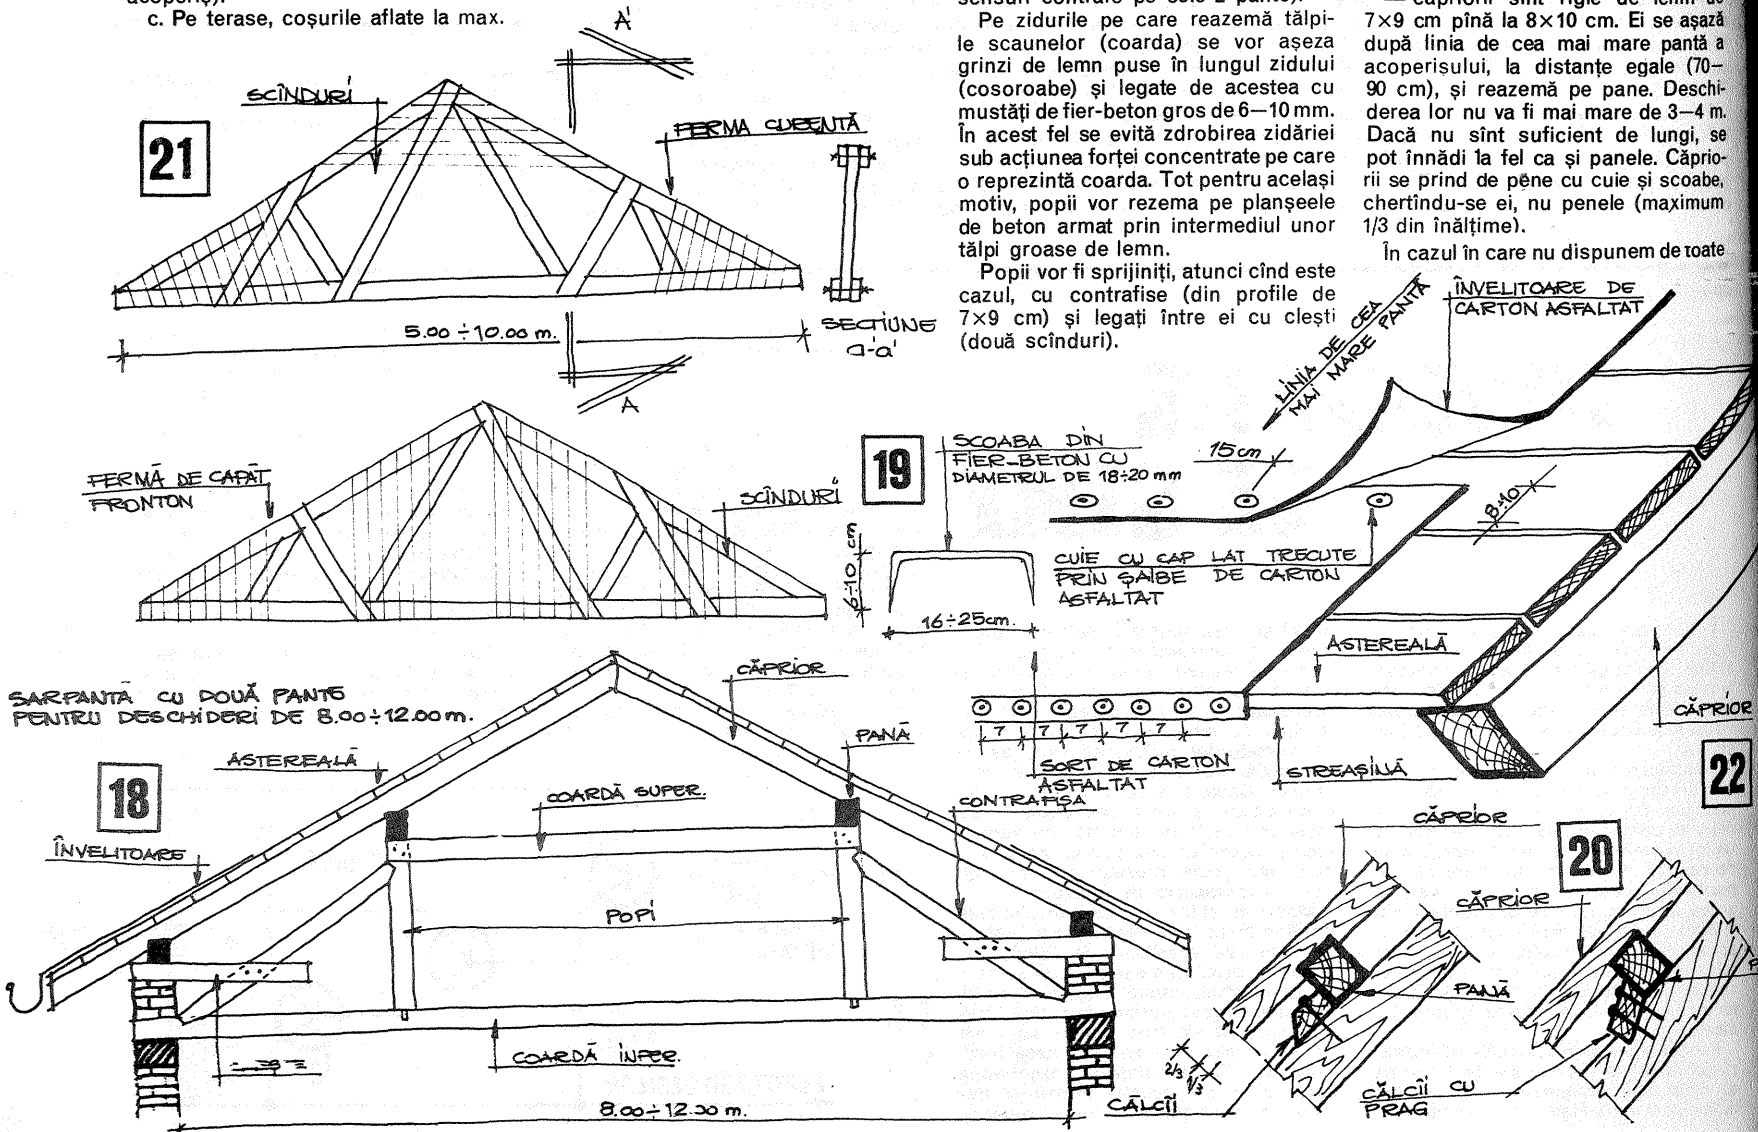 c. Pe terase, coşurile aflate la max.
Pe zidurile pe care reazemă tălpi-
le scaunelor (coarda) se vor aşeza
grinzi de lemn puse în lungul zidului
(cosoroabe) şi legate de acestea cu
mustăţi de fier-beton gros de 6—10 mm.
În acest fel se evită zdrobirea zidăriei
sub acţiunea forţei concentrate pe care
o reprezintă coarda. Tot pentru acelaşi
motiv, popii vor rezema pe planşeele
de beton armat prin intermediul unor
tălpi groase de lemn.
Popii vor fi sprijiniţi, atunci cînd este
cazul, cu contrafise (din profile de
7×9 cm) şi legaţi între ei cu cleşti
(două scînduri).
7×9 cm pînă la 8×10 cm. Ei se aşază
după linia de cea mai mare pantă a
acoperişului, la distanţe egale (70—
90 cm), şi reazemă pe pane. Deschi-
derea lor nu va fi mai mare de 3—4 m.
Dacă nu sînt suficient de lungi, se
pot înnădi la fel ca şi panele. Căprio-
rii se prind de pene cu cuie şi scoabe,
chertîndu-se ei, nu penele (maximum
1/3 din înălţime).
În cazul în care nu dispunem de toate
21
SCÎNDURI
A'
FERMA CURENTĂ
5.00÷10.00 m.
SECTIUNE
a-a'
A
FERMĂ DE CAPĂT
FRONTON
SCÎNDURI
19
SCOABA DIN
FIER-BETON CU
DIAMETRUL DE 18÷20 mm
6÷10 cm
16÷25cm.
LINIA DE CEA
MAI MARE PANTĂ
ÎNVELITOARE DE
CARTON ASFALTAT
15cm
8÷10
CUIE CU CAP LAT TRECUTE
PRIN ŞAIBE DE CARTON
ASFALTAT
ASTEREALĂ
CĂPRIOR
7 7 7 7 7
SORT DE CARTON
ASFALTAT
STREAŞINĂ
22
SARPANTĂ CU DOUĂ PANTE
PENTRU DESCHIDERI DE 8.00÷12.00 m.
18
ASTEREALĂ
ÎNVELITOARE
CĂPRIOR
PANĂ
COARDĂ SUPER.
CONTRAFIŞA
POPI
COARDĂ INFER.
8.00÷12.00 m.
20
CĂPRIOR
CĂPRIOR
PANĂ
2/3 1/3
CĂLCÎI
CĂLCÎI CU
PRAG